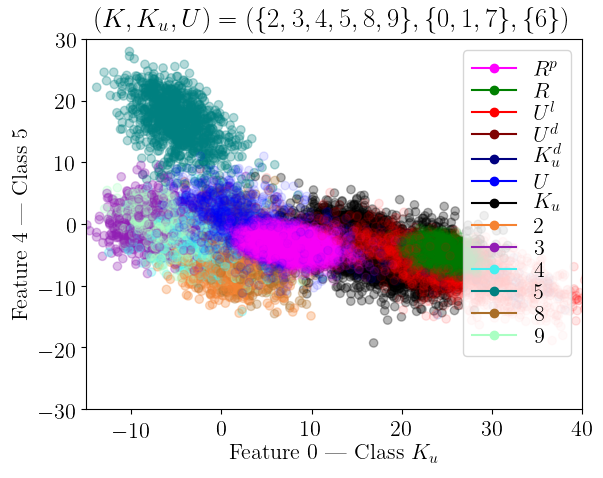 (K, K_u, U) = ({2, 3, 4, 5, 8, 9}, {0, 1, 7}, {6})
30
20
10
0
−10
−20
−30
Feature 4 — Class 5
R^p
R
U^l
U^d
K_u^d
U
K_u
2
3
4
5
8
9
−10
0
10
20
30
40
Feature 0 — Class K_u